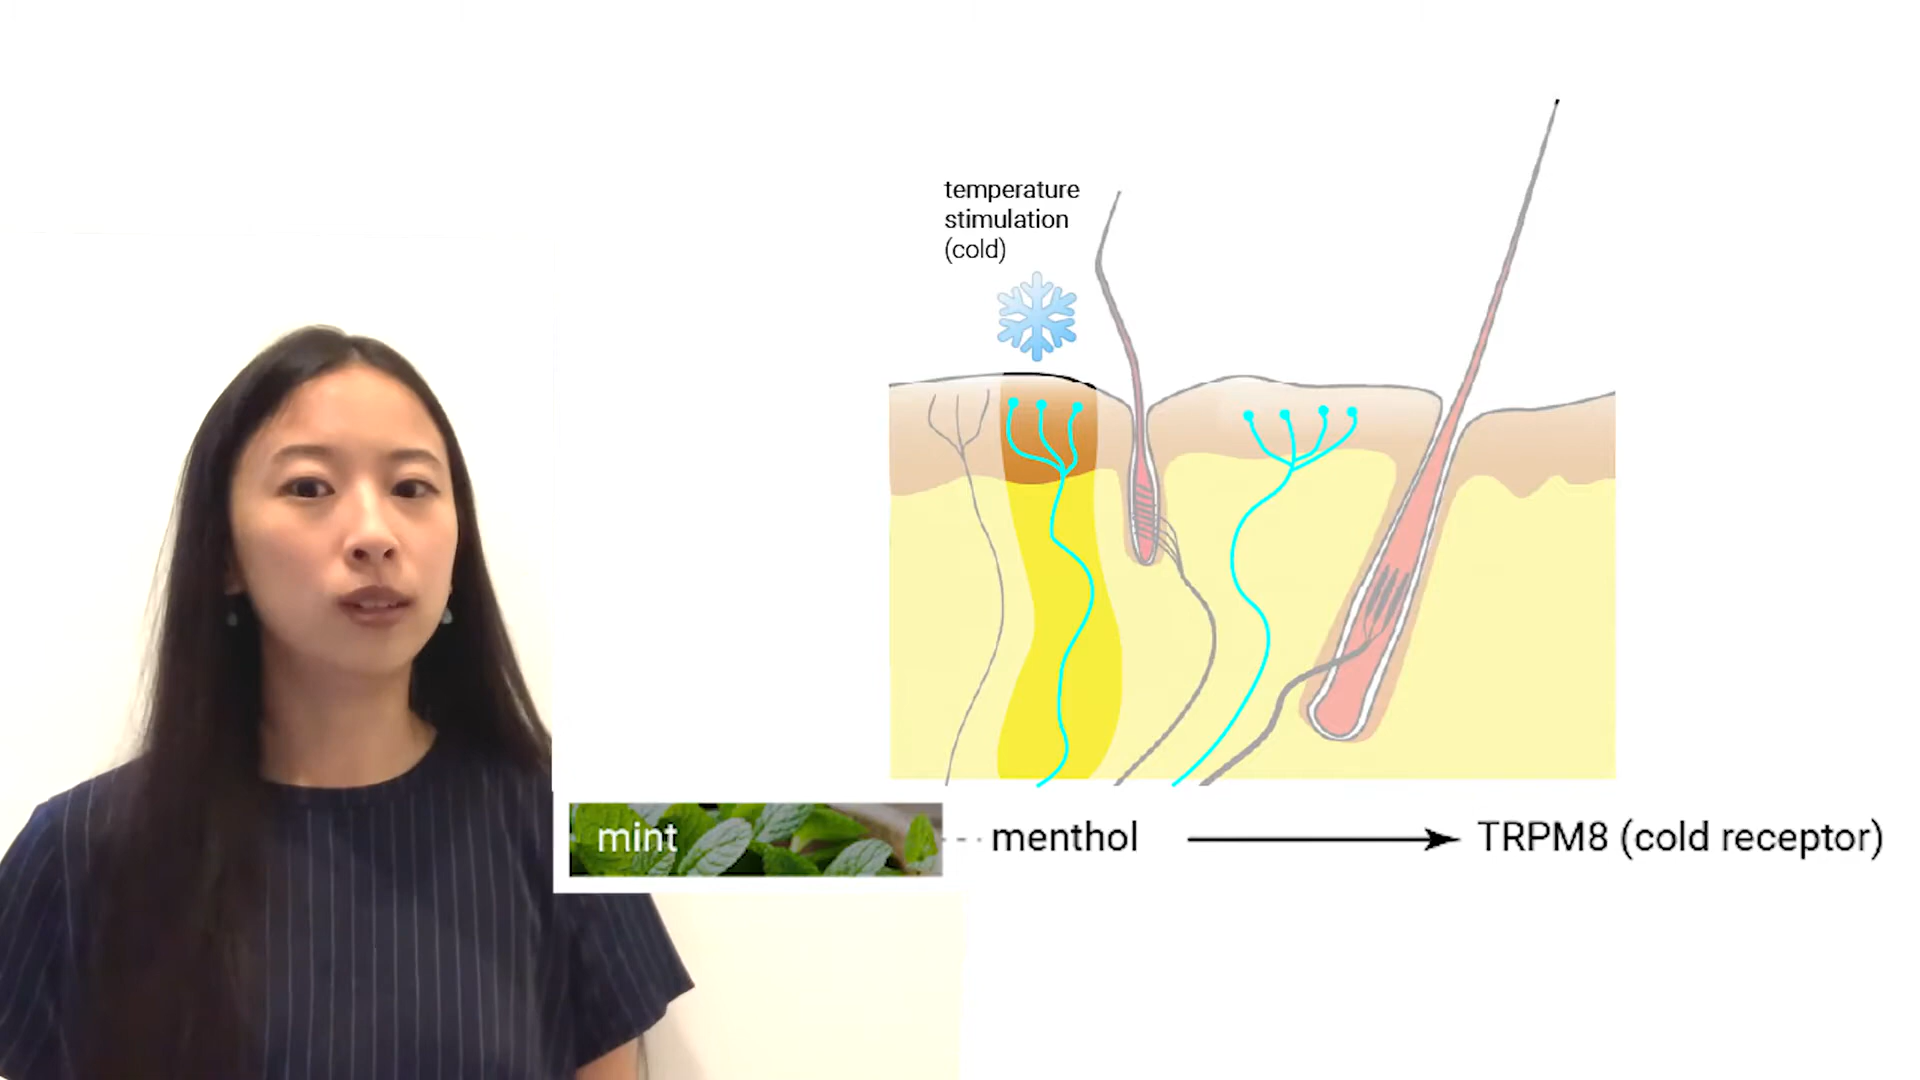 temperature
stimulation
(cold)
mint
menthol
TRPM8 (cold receptor)